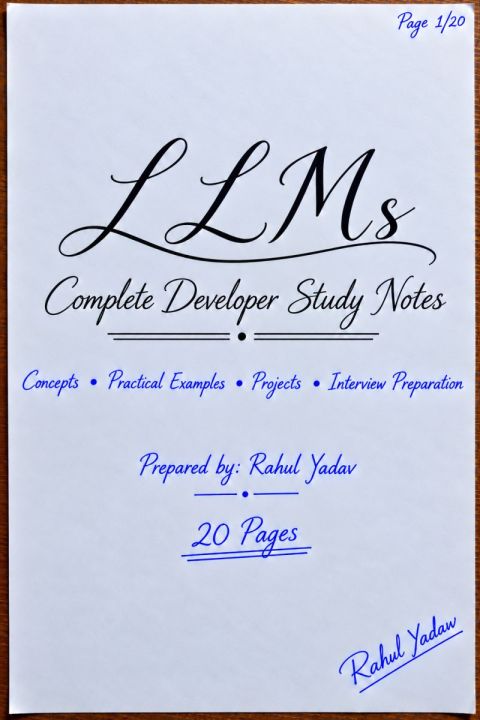 Page 1/20
LLMs
Complete Developer Study Notes
Concepts • Practical Examples • Projects • Interview Preparation
Prepared by: Rahul Yadav
20 Pages
Rahul Yadav